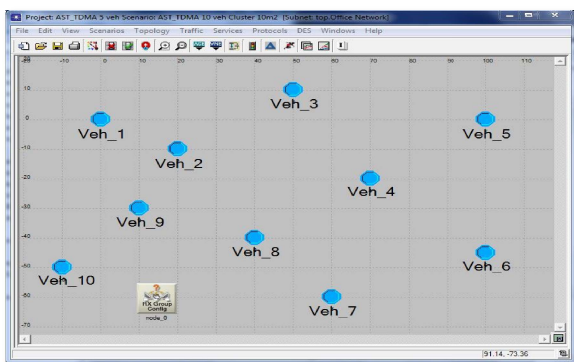 Project: AST_TDMA 5 veh Scenario: AST_TDMA 10 veh Cluster 10m2 [Subnet: top.Office Network]
File Edit View Scenarios Topology Traffic Services Protocols DES Windows Help
-10 0 10 20 30 40 50 60 70 80 90 100 110
10
Veh_3
0
Veh_1
Veh_5
-10
Veh_2
-20
Veh_4
-30
Veh_9
-40
Veh_8
Veh_6
-50
Veh_10
-60
RX Group
Config
node_0
Veh_7
-70
91.14, -73.36